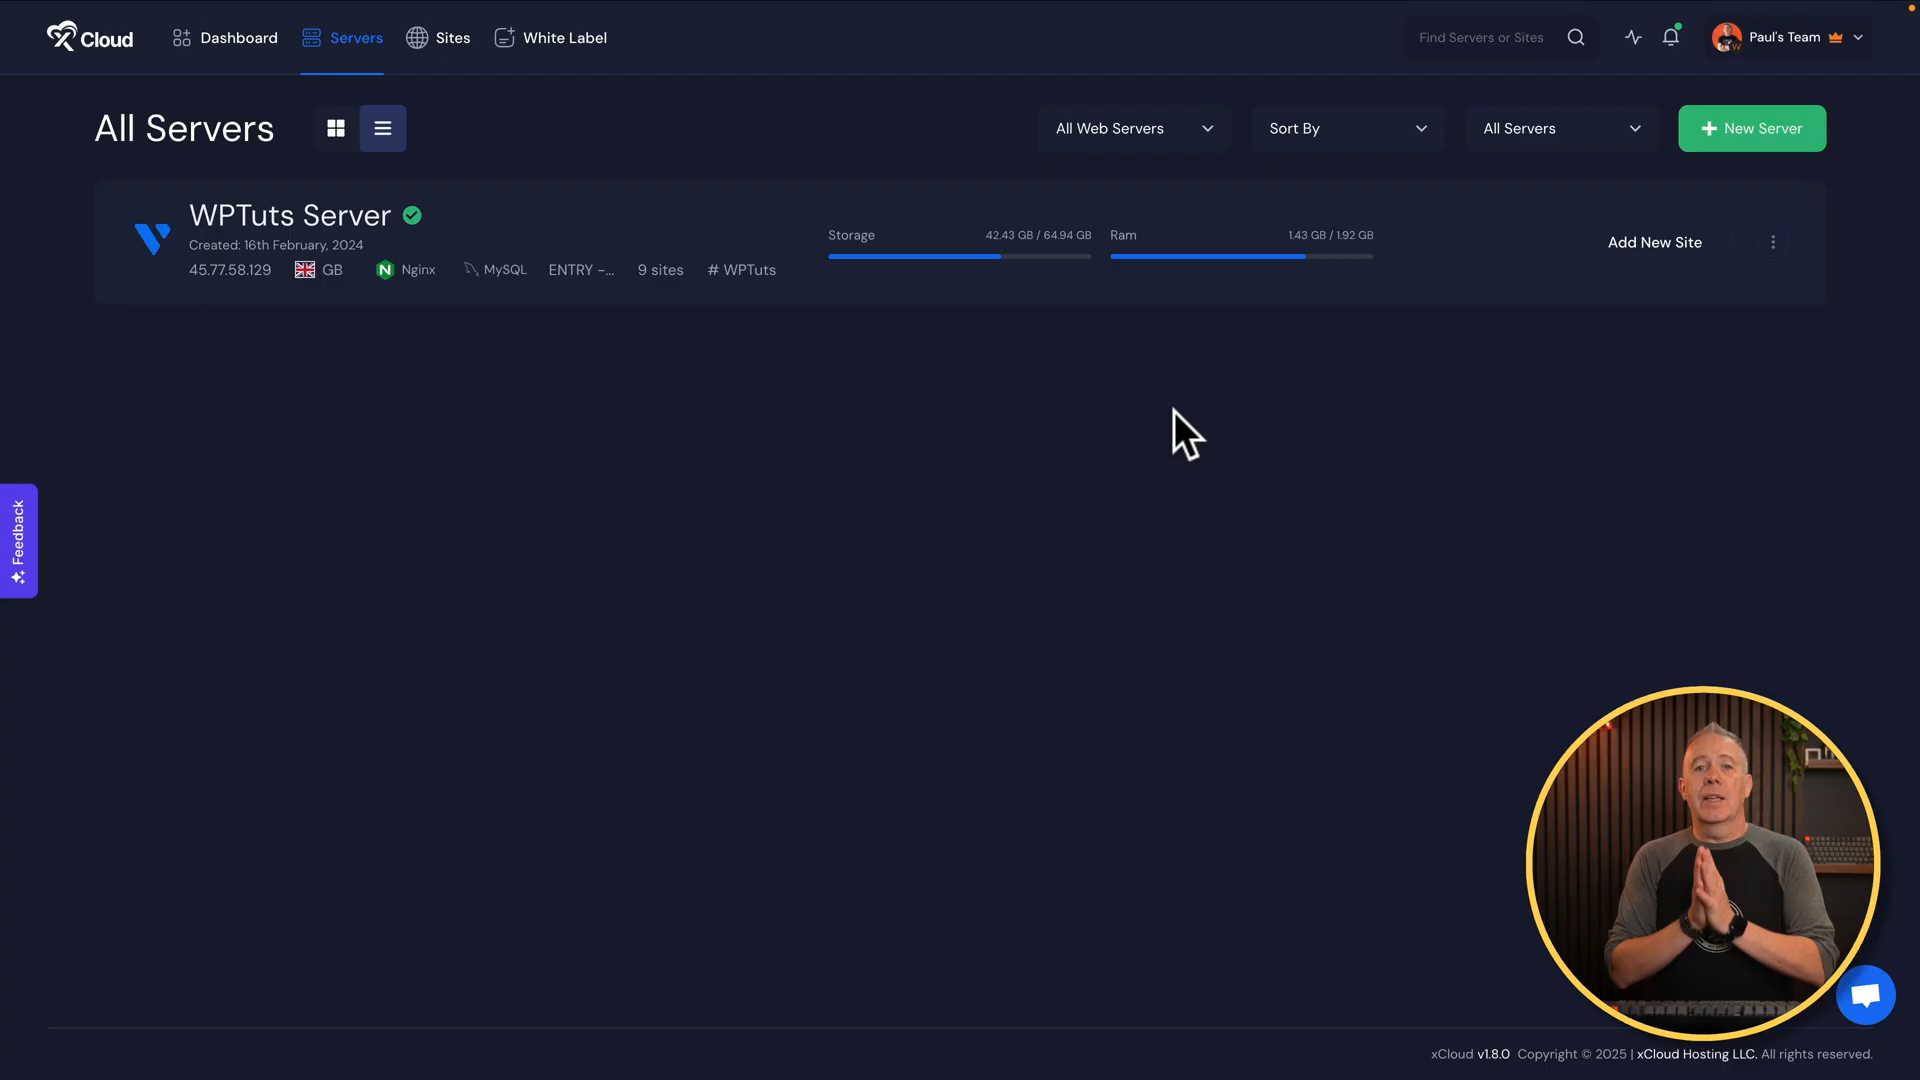 xCloud
Dashboard
Servers
Sites
White Label
Find Servers or Sites
Paul's Team
All Servers
All Web Servers
Sort By
All Servers
New Server
WPTuts Server
Created: 16th February, 2024
45.77.58.129
GB
Nginx
MySQL
ENTRY -...
9 sites
# WPTuts
Storage
42.43 GB / 64.94 GB
Ram
1.43 GB / 1.92 GB
Add New Site
Feedback
xCloud v1.8.0 Copyright © 2025 | xCloud Hosting LLC. All rights reserved.